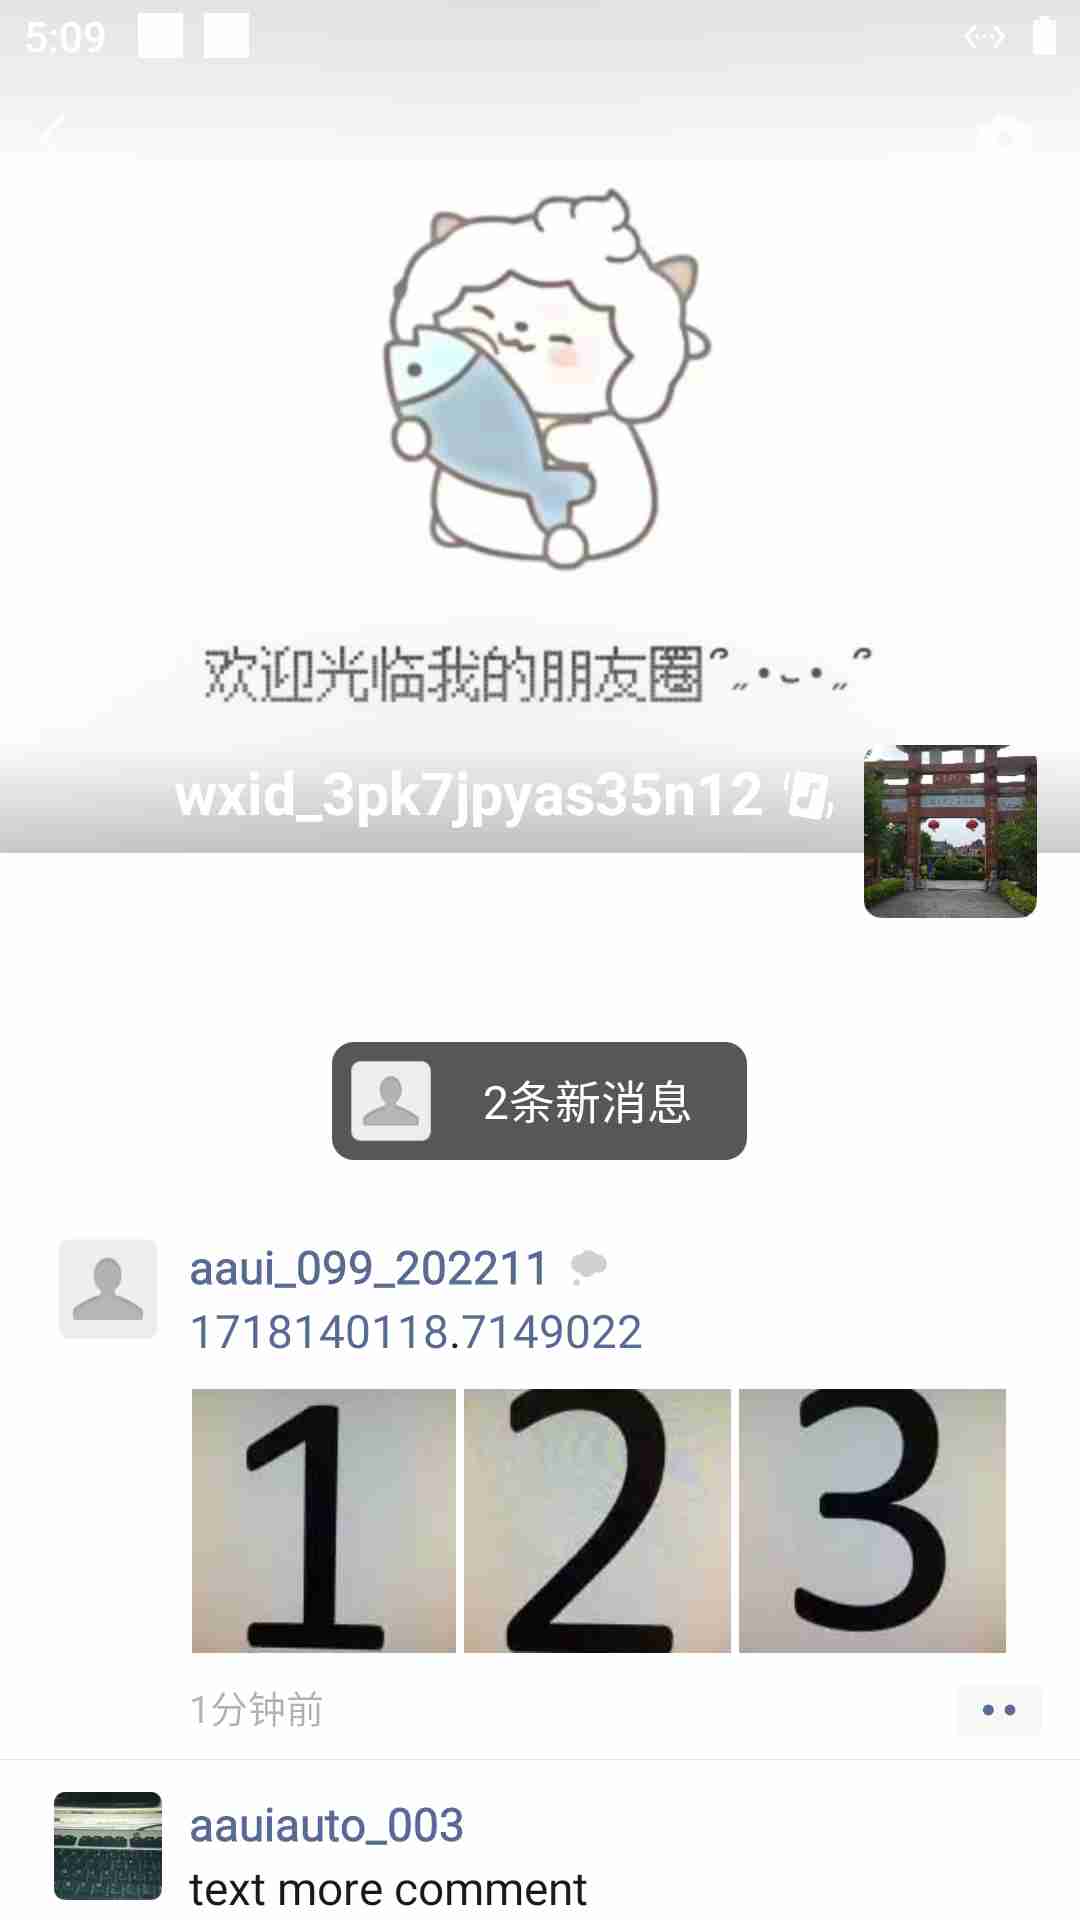 5:09
欢迎光临我的朋友圈
wxid_3pk7jpyas35n12
2条新消息
aaui_099_202211
1718140118.7149022
1 2 3
1分钟前
aauiauto_003
text more comment